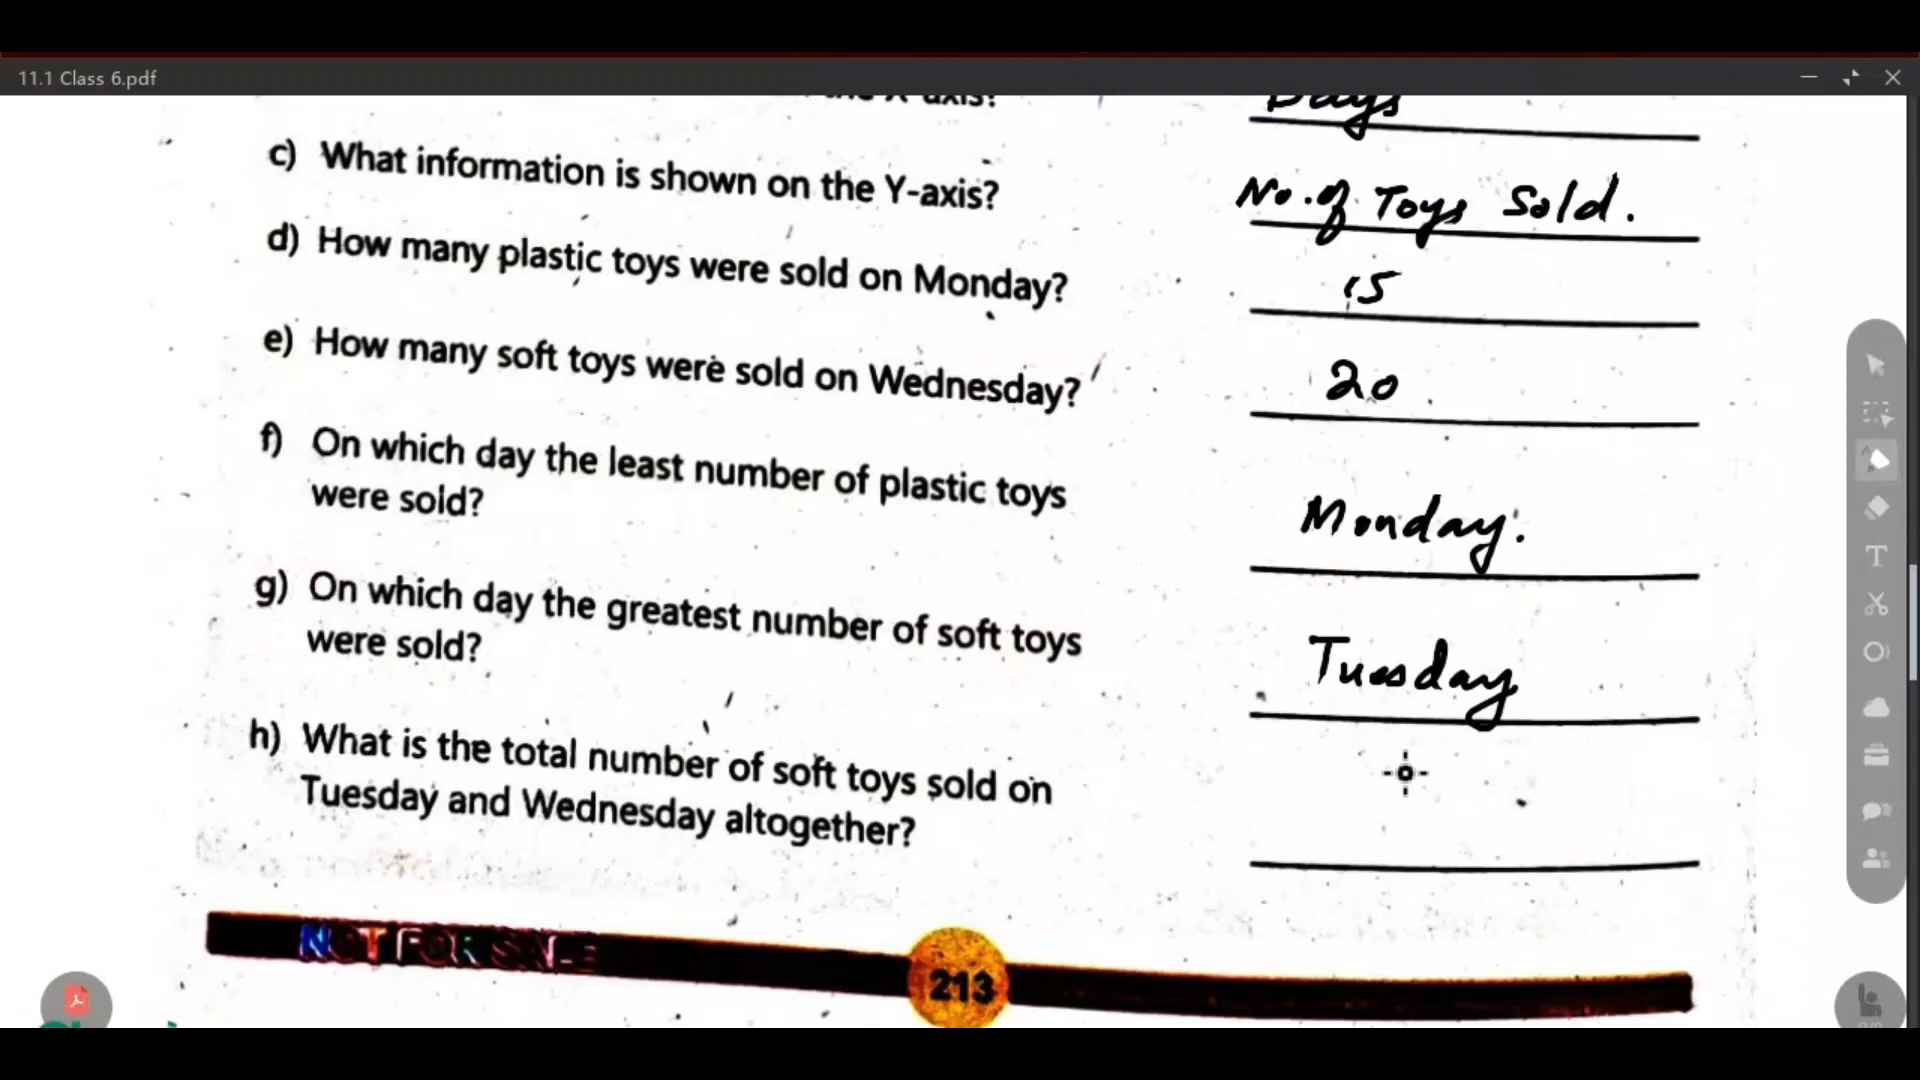 11.1 Class 6.pdf
X-axis?
Days
c) What information is shown on the Y-axis?
No. of Toys Sold.
d) How many plastic toys were sold on Monday?
15
e) How many soft toys were sold on Wednesday?
20
f) On which day the least number of plastic toys
were sold?
Monday.
g) On which day the greatest number of soft toys
were sold?
Tuesday
h) What is the total number of soft toys sold on
Tuesday and Wednesday altogether?
NOT FOR SALE
213